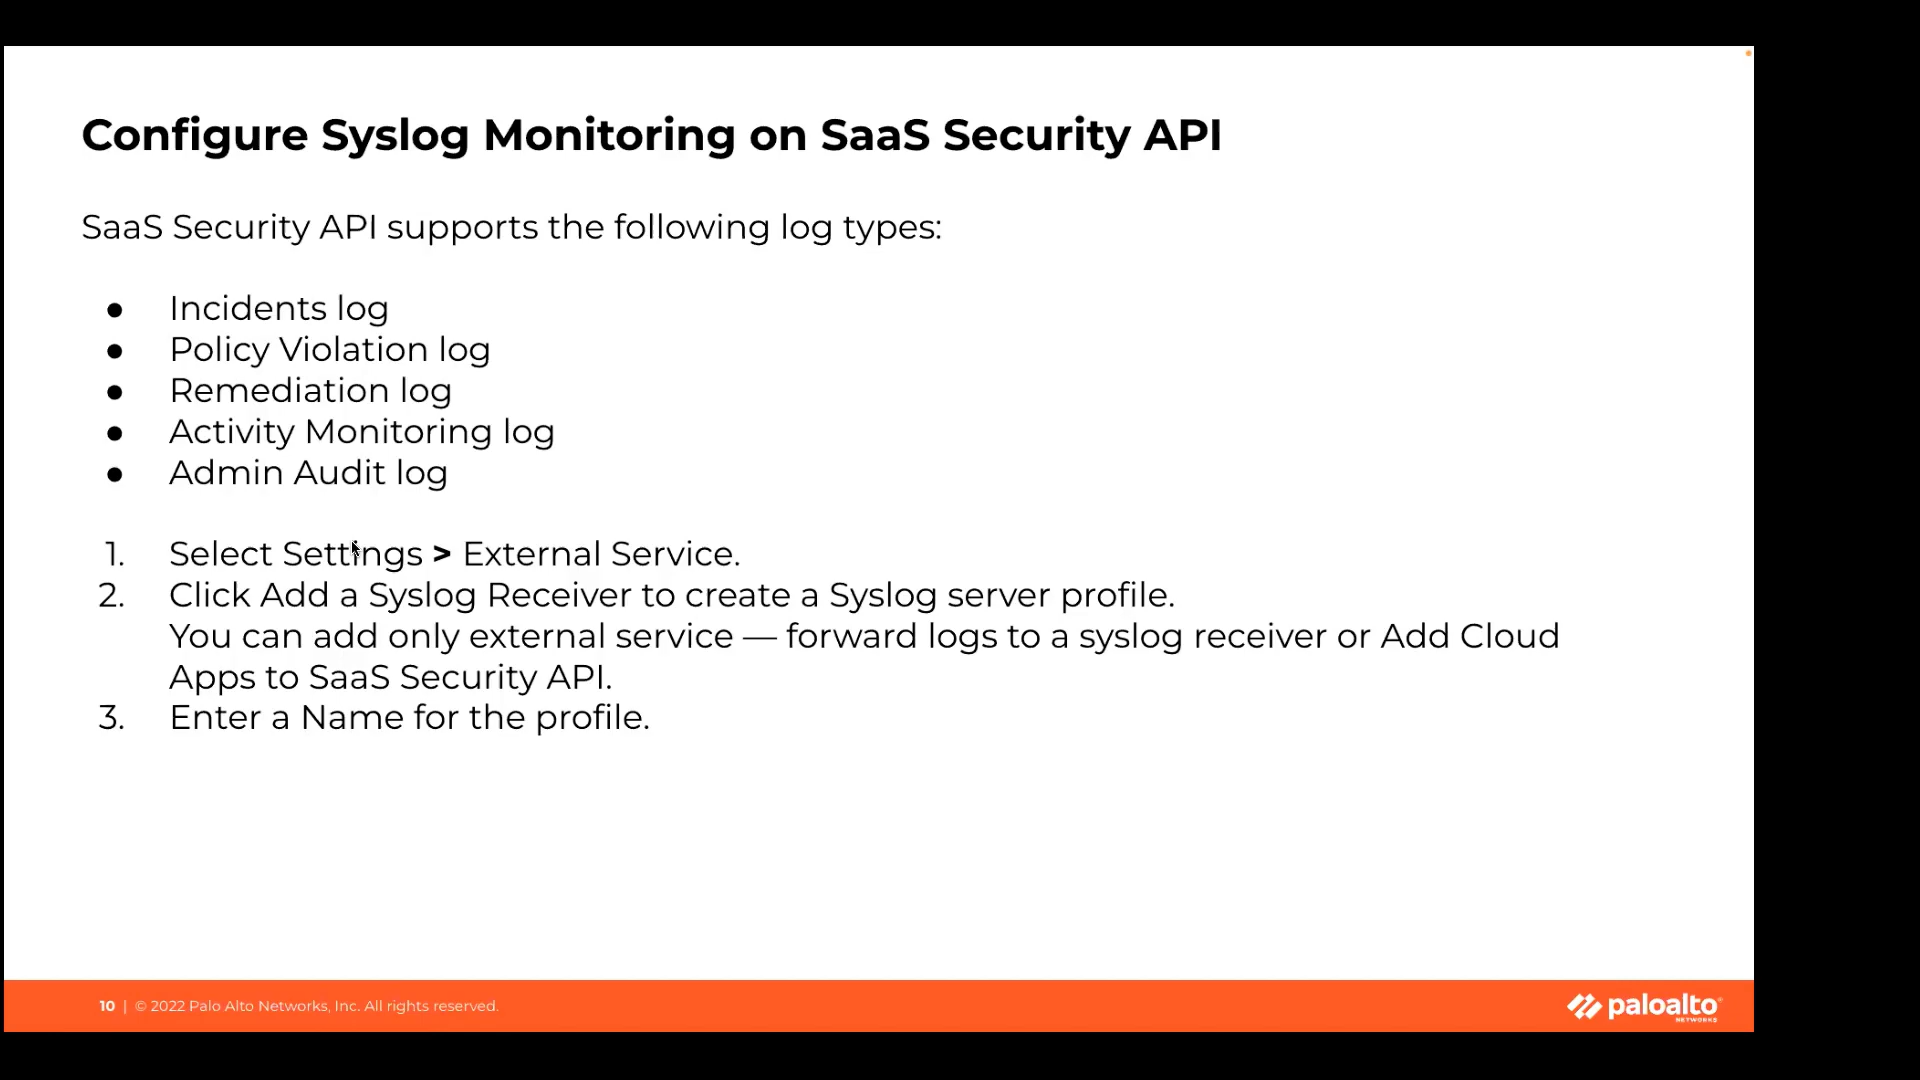 Configure Syslog Monitoring on SaaS Security API
SaaS Security API supports the following log types:
● Incidents log
● Policy Violation log
● Remediation log
● Activity Monitoring log
● Admin Audit log
1. Select Settings > External Service.
2. Click Add a Syslog Receiver to create a Syslog server profile.
You can add only external service — forward logs to a syslog receiver or Add Cloud
Apps to SaaS Security API.
3. Enter a Name for the profile.
10 | © 2022 Palo Alto Networks, Inc. All rights reserved.
paloalto
NETWORKS